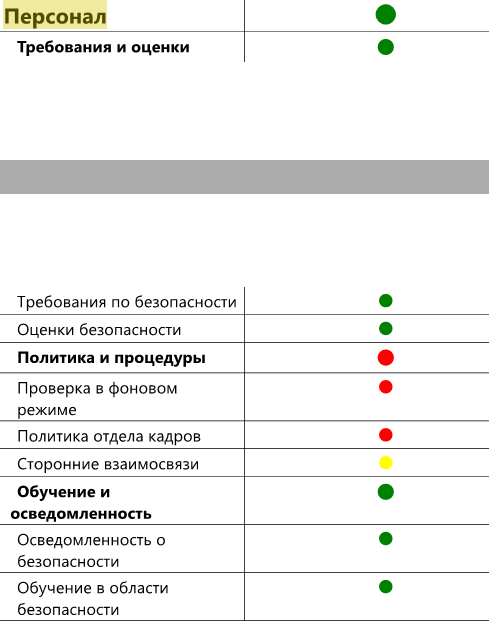 Персонал
Требования и оценки
Требования по безопасности
Оценки безопасности
Политика и процедуры
Проверка в фоновом
режиме
Политика отдела кадров
Сторонние взаимосвязи
Обучение и
осведомленность
Осведомленность о
безопасности
Обучение в области
безопасности